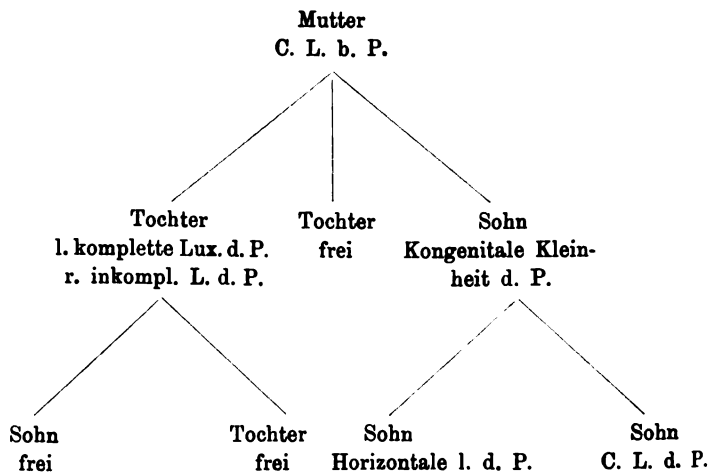 Mutter
C. L. b. P.
Tochter
l. komplette Lux. d. P.
r. inkompl. L. d. P.
Tochter
frei
Sohn
Kongenitale Klein-
heit d. P.
Sohn
frei
Tochter
frei
Sohn
Horizontale l. d. P.
Sohn
C. L. d. P.